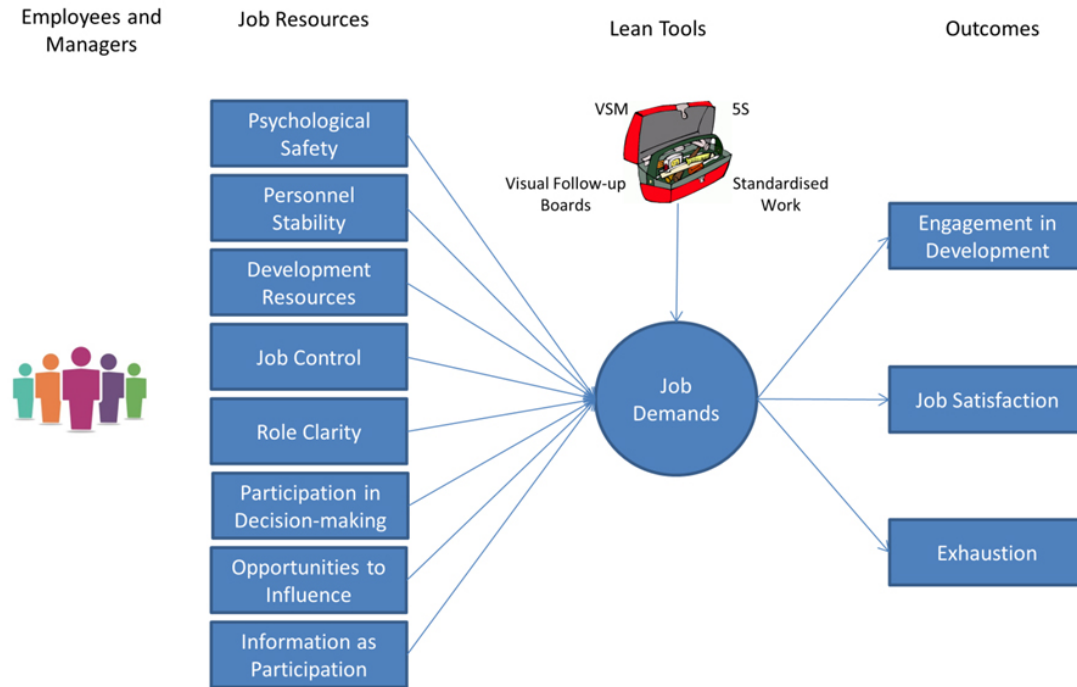 Employees and
Managers
Job Resources
Lean Tools
Outcomes
Psychological
Safety
Personnel
Stability
Development
Resources
Job Control
Role Clarity
Participation in
Decision-making
Opportunities to
Influence
Information as
Participation
VSM
5S
Visual Follow-up
Boards
Standardised
Work
Job
Demands
Engagement in
Development
Job Satisfaction
Exhaustion